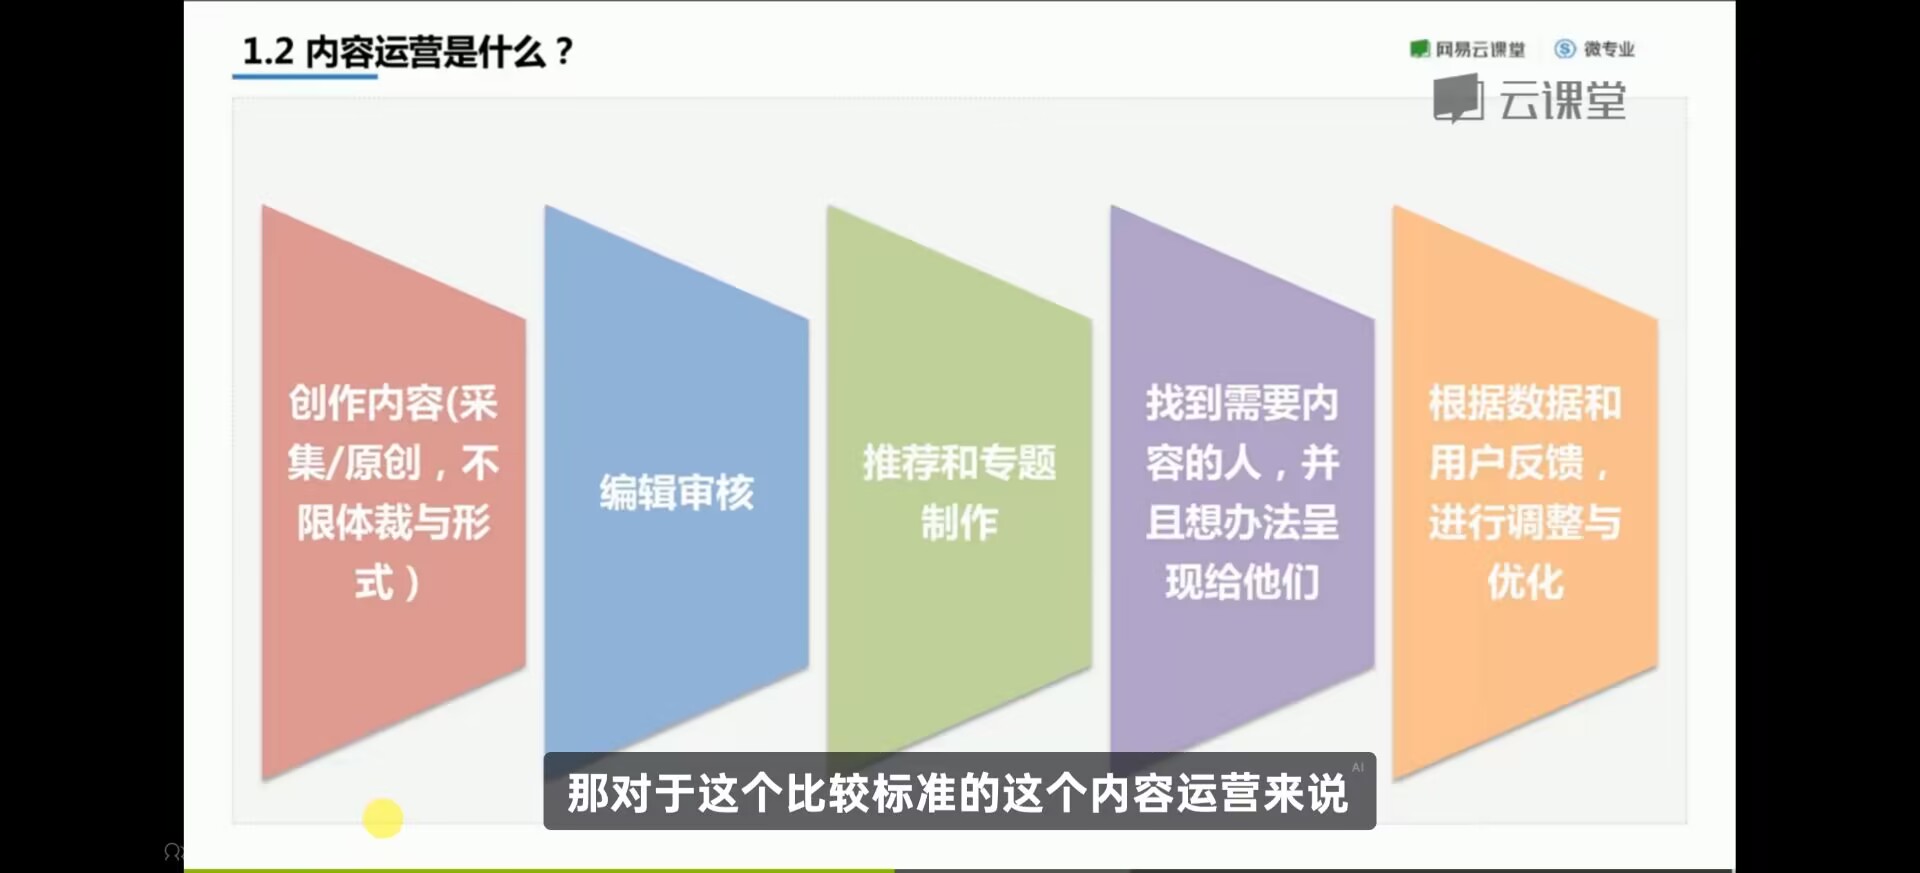 1.2 内容运营是什么？
网易云课堂
微专业
云课堂
创作内容(采
集/原创，不
限体裁与形
式）
编辑审核
推荐和专题
制作
找到需要内
容的人，并
且想办法呈
现给他们
根据数据和
用户反馈，
进行调整与
优化
那对于这个比较标准的这个内容运营来说
AI